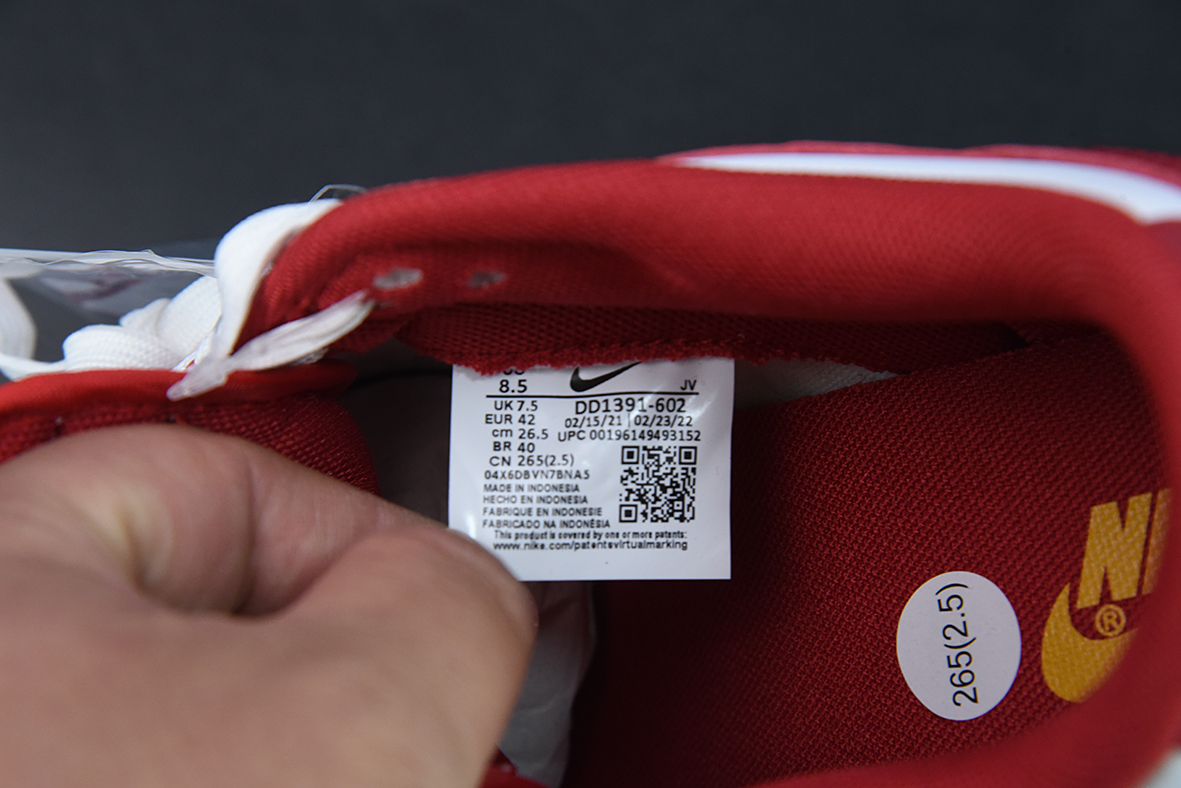 8.5
JV
UK 7.5
DD1391-602
EUR 42
02/15/21 02/23/22
cm 26.5
UPC 00196149493152
BR 40
CN 265(2.5)
04X6DBVN7BNA5
MADE IN INDONESIA
HECHO EN INDONESIA
FABRIQUE EN INDONESIE
FABRICADO NA INDONÉSIA
This product is covered by one or more patents:
www.nike.com/patentsvirtualmarking
265(2.5)
®